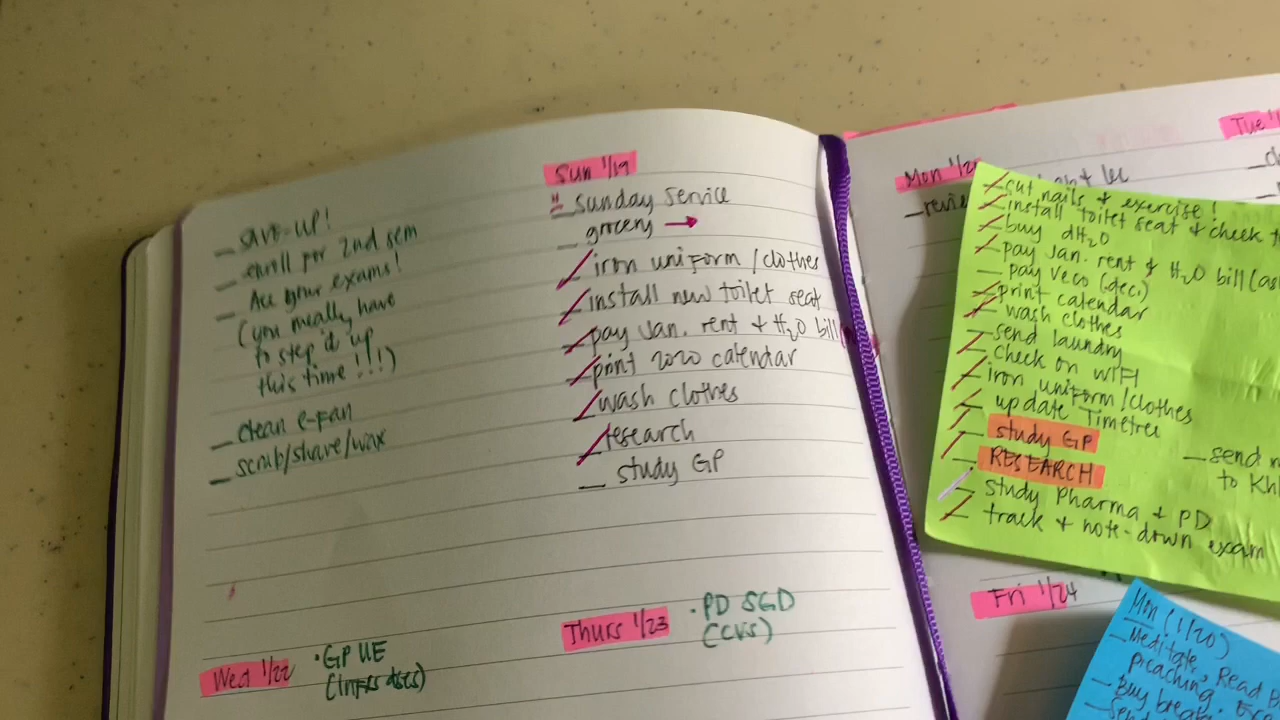 _ SAVE-UP!
_ enroll for 2nd sem
_ Ace your exams!
(you really have
to step it up
this time!!!)
_ clean e-fan
_ scrub/shave/wax
Sun 1/19
sunday service
_ grocery →
iron uniform / clothes
install new toilet seat
pay Jan. rent & H₂O bill
print 2020 calendar
wash clothes
research
_ study GP
Wed 1/22
• GP UE
Thurs 1/23
• PD SGD
(CVS)
Mon 1/20
Tue
cut nails & exercise!
install toilet seat & check
buy dH₂O
pay Jan. rent & H₂O bill
_ pay Veco (dec)
print calendar
wash clothes
send laundry
check on wifi
iron uniform/clothes
update Timetree
study GP
RESEARCH
study Pharma & PD
track & note-down exam
_ send
to
Fri 1/24
Mon (1/20)
_ Meditate, Read
_ Buy